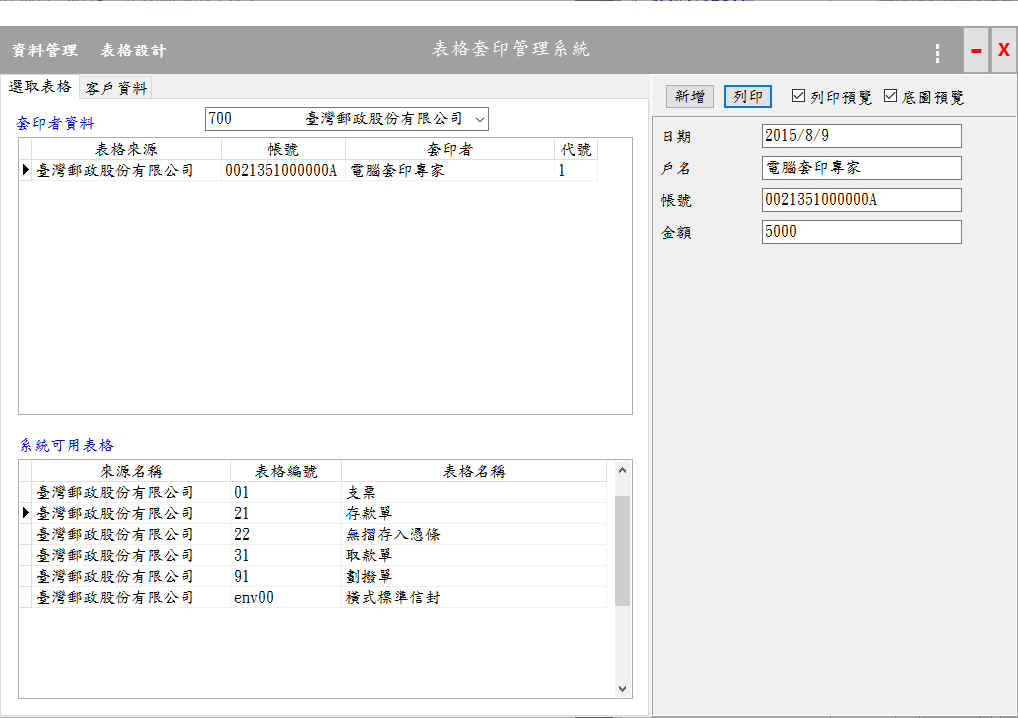 資料管理 表格設計 表格套印管理系統 X
選取表格 客戶資料
新增 列印 列印預覽 底圖預覽
套印者資料 700 臺灣郵政股份有限公司
表格來源 帳號 套印者 代號
臺灣郵政股份有限公司 0021351000000A 電腦套印專家 1
系統可用表格
來源名稱 表格編號 表格名稱
臺灣郵政股份有限公司 01 支票
臺灣郵政股份有限公司 21 存款單
臺灣郵政股份有限公司 22 無摺存入憑條
臺灣郵政股份有限公司 31 取款單
臺灣郵政股份有限公司 91 劃撥單
臺灣郵政股份有限公司 env00 橫式標準信封
日期 2015/8/9
戶名 電腦套印專家
帳號 0021351000000A
金額 5000